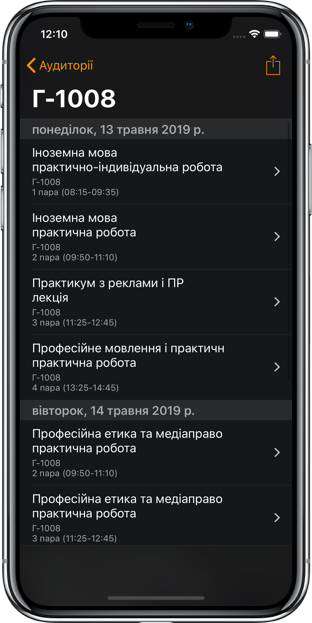 12:10
Аудиторії
Г-1008
понеділок, 13 травня 2019 р.
Іноземна мова
практично-індивідуальна робота
Г-1008
1 пара (08:15-09:35)
Іноземна мова
практична робота
Г-1008
2 пара (09:50-11:10)
Практикум з реклами і ПР
лекція
Г-1008
3 пара (11:25-12:45)
Професійне мовлення і практичн
практична робота
Г-1008
4 пара (13:25-14:45)
вівторок, 14 травня 2019 р.
Професійна етика та медіаправо
практична робота
Г-1008
2 пара (09:50-11:10)
Професійна етика та медіаправо
практична робота
Г-1008
3 пара (11:25-12:45)